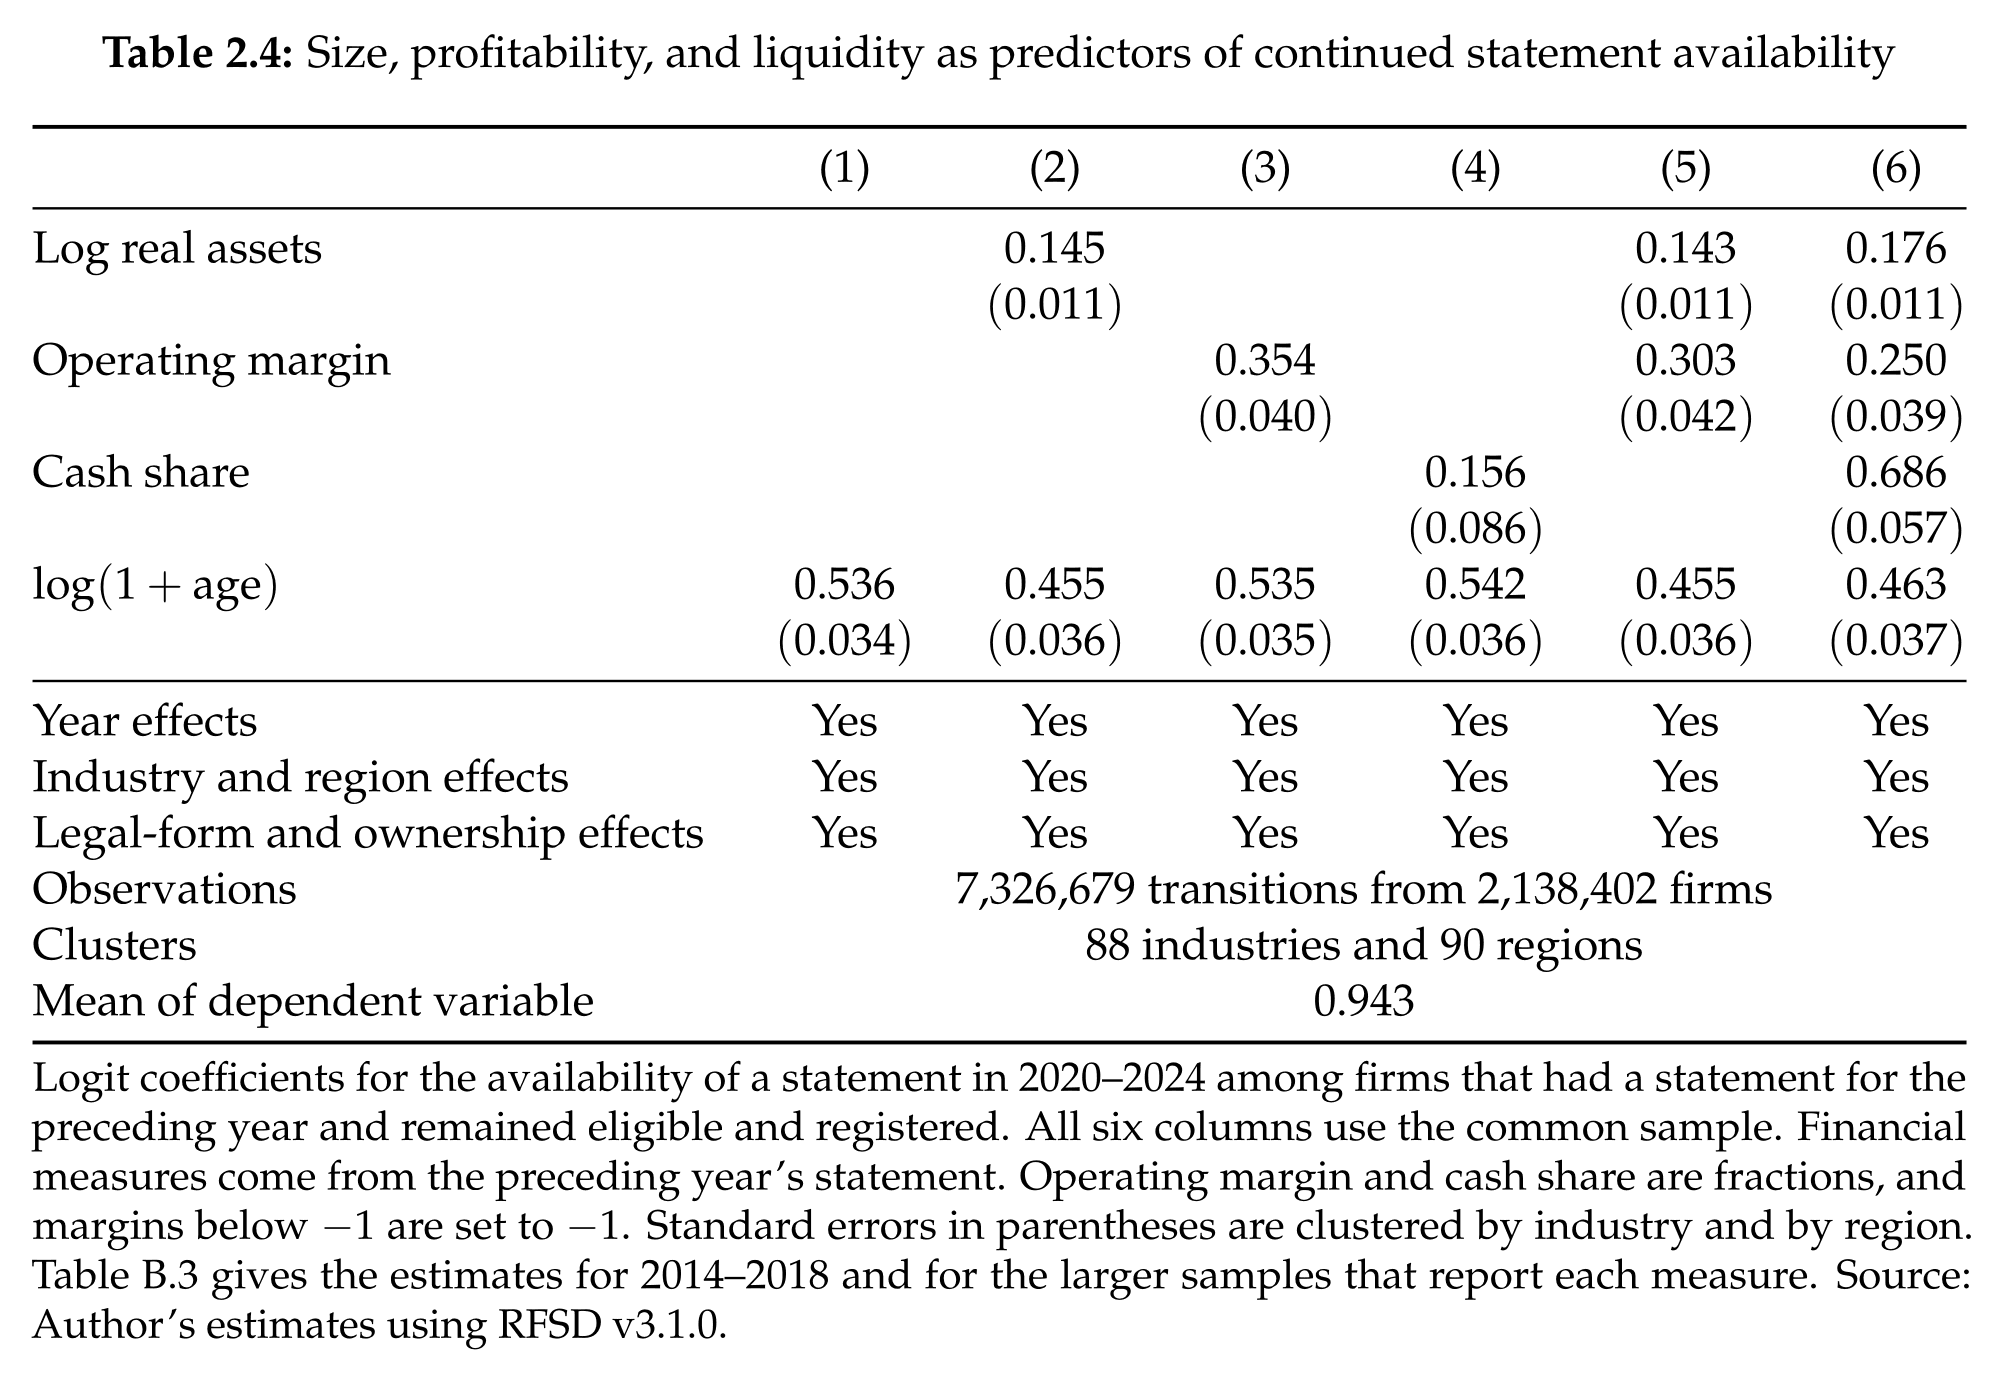 Table 2.4: Size, profitability, and liquidity as predictors of continued statement availability
(1) (2) (3) (4) (5) (6)
Log real assets 0.145 0.143 0.176
(0.011) (0.011) (0.011)
Operating margin 0.354 0.303 0.250
(0.040) (0.042) (0.039)
Cash share 0.156 0.686
(0.086) (0.057)
log(1 + age) 0.536 0.455 0.535 0.542 0.455 0.463
(0.034) (0.036) (0.035) (0.036) (0.036) (0.037)
Year effects Yes Yes Yes Yes Yes Yes
Industry and region effects Yes Yes Yes Yes Yes Yes
Legal-form and ownership effects Yes Yes Yes Yes Yes Yes
Observations 7,326,679 transitions from 2,138,402 firms
Clusters 88 industries and 90 regions
Mean of dependent variable 0.943
Logit coefficients for the availability of a statement in 2020–2024 among firms that had a statement for the
preceding year and remained eligible and registered. All six columns use the common sample. Financial
measures come from the preceding year's statement. Operating margin and cash share are fractions, and
margins below −1 are set to −1. Standard errors in parentheses are clustered by industry and by region.
Table B.3 gives the estimates for 2014–2018 and for the larger samples that report each measure. Source:
Author's estimates using RFSD v3.1.0.